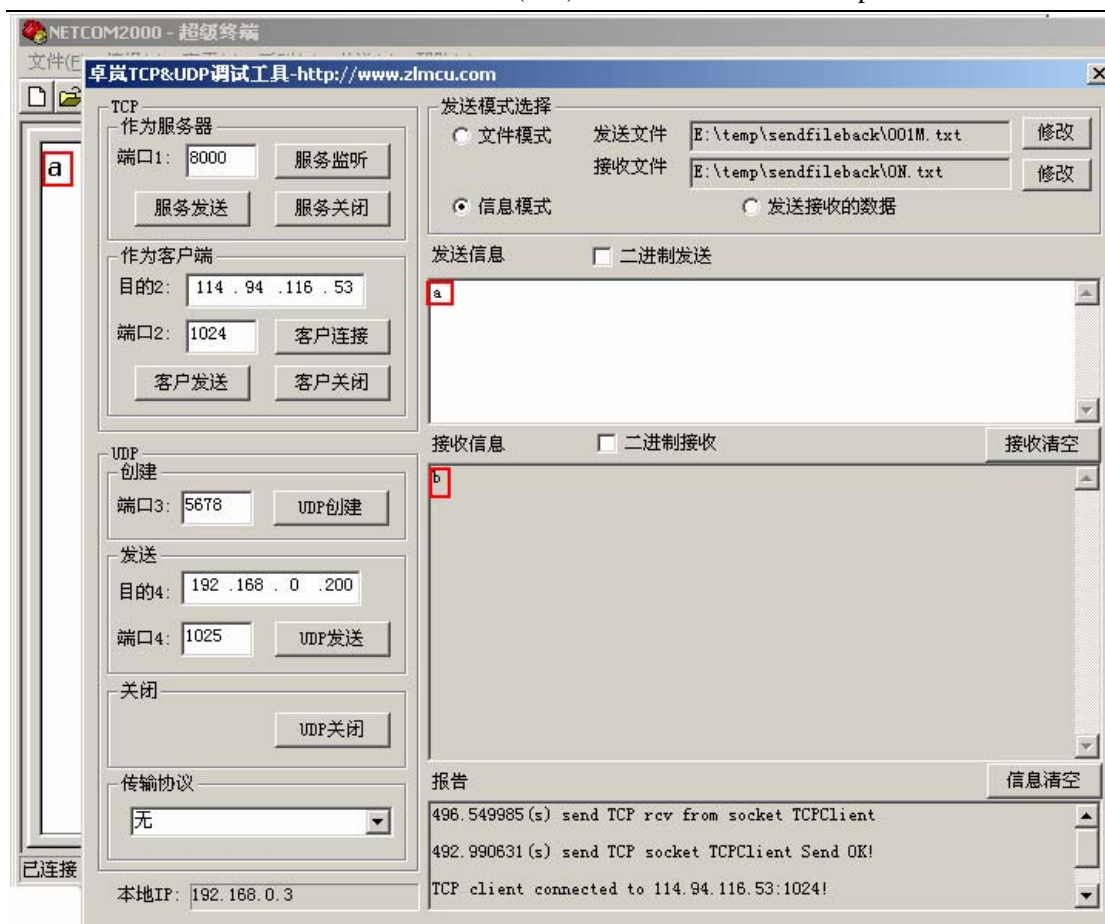 NETCOM2000 - 超级终端
文件(F
卓岚TCP&UDP调试工具-http://www.zlmcu.com
a
TCP
作为服务器
端口1: 8000 服务监听
服务发送 服务关闭
作为客户端
目的2: 114 . 94 .116 . 53
端口2: 1024 客户连接
客户发送 客户关闭
UDP
创建
端口3: 5678 UDP创建
发送
目的4: 192 .168 . 0 .200
端口4: 1025 UDP发送
关闭
UDP关闭
传输协议
无
本地IP: 192.168.0.3
发送模式选择
文件模式 发送文件 E:\temp\sendfileback\001M.txt 修改
接收文件 E:\temp\sendfileback\ON.txt 修改
信息模式 发送接收的数据
发送信息 二进制发送
a
接收信息 二进制接收 接收清空
b
报告 信息清空
496.549985(s) send TCP rcv from socket TCPClient
492.990631(s) send TCP socket TCPClient Send OK!
TCP client connected to 114.94.116.53:1024!
已连接